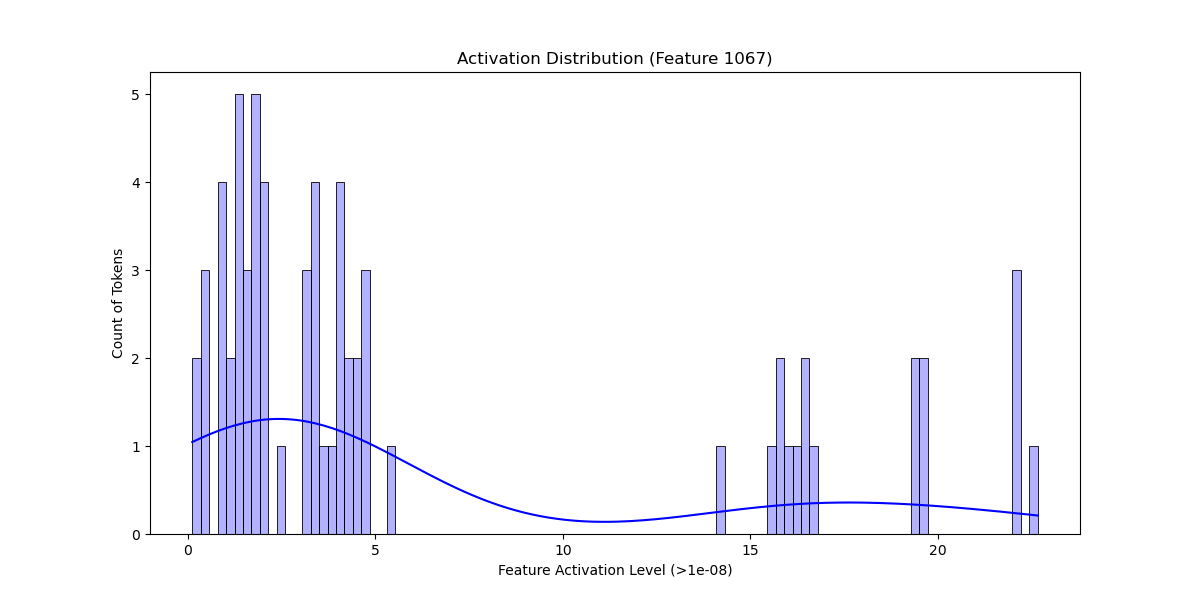 Activation Distribution (Feature 1067)
5
4
3
2
1
0
Count of Tokens
0 5 10 15 20
Feature Activation Level (>1e-08)